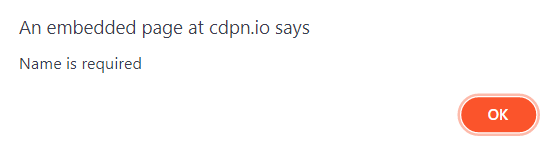 An embedded page at cdpn.io says
Name is required
OK